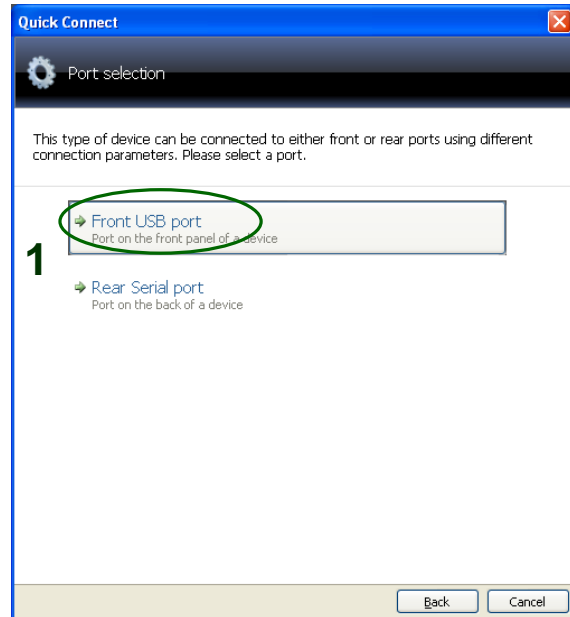 Quick Connect
Port selection
This type of device can be connected to either front or rear ports using different
connection parameters. Please select a port.
Front USB port
Port on the front panel of a device
1
Rear Serial port
Port on the back of a device
Back
Cancel